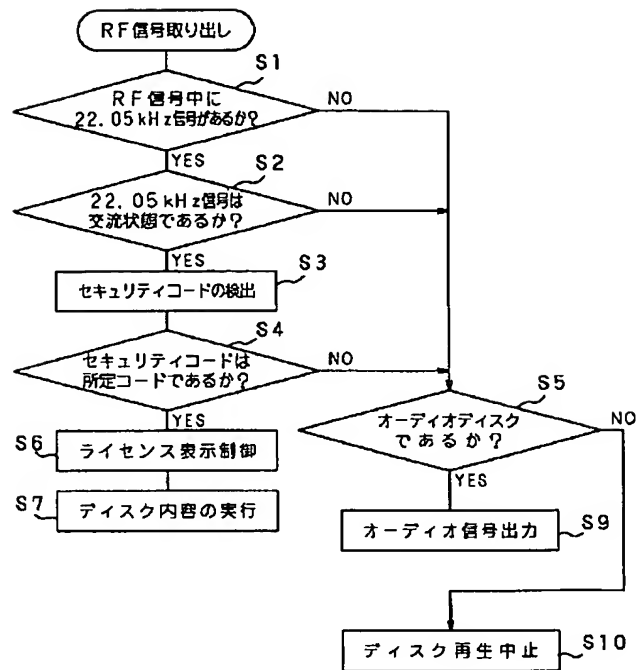 RF信号取り出し
S1
RF信号中に
22.05kHz信号があるか?
NO
YES
S2
22.05kHz信号は
交流状態であるか?
NO
YES
S3
セキュリティコードの検出
S4
セキュリティコードは
所定コードであるか?
NO
YES
S5
オーディオディスク
であるか?
NO
YES
S6
ライセンス表示制御
S7
ディスク内容の実行
オーディオ信号出力
S9
ディスク再生中止
S10